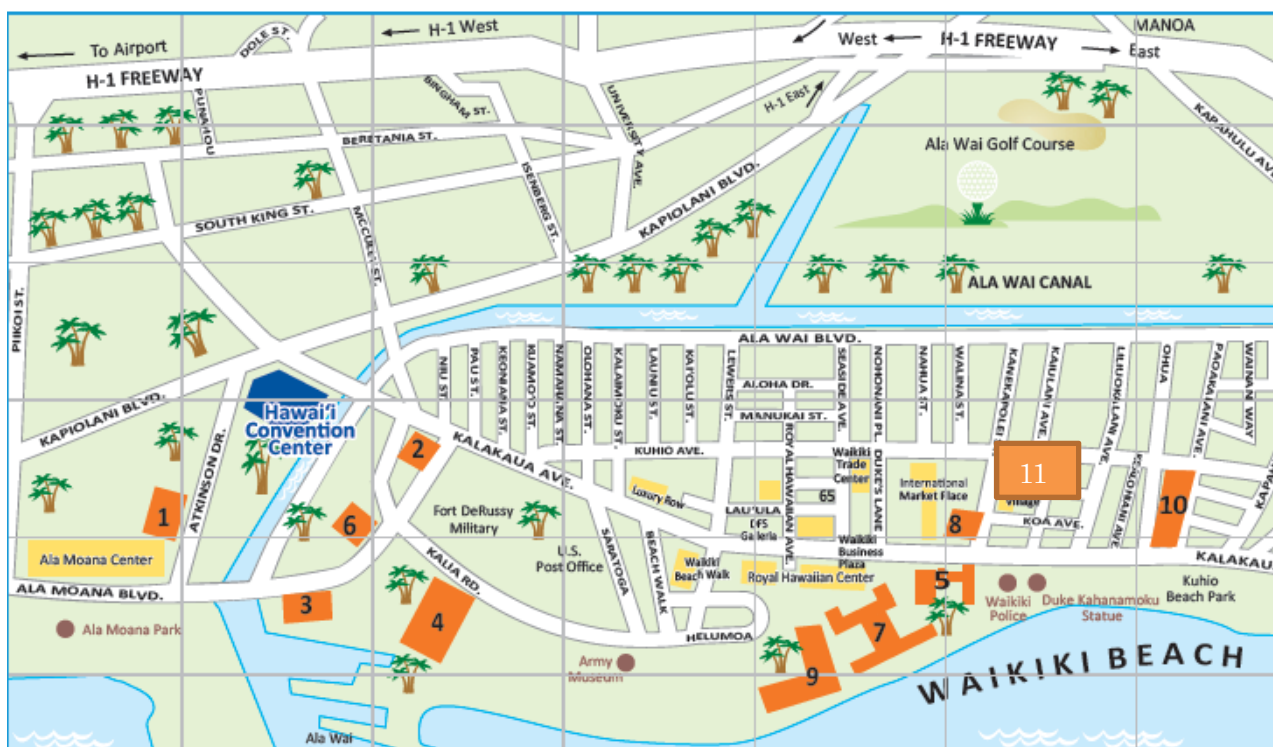 MANOA
DOLE ST.
H-1 West
West
H-1 FREEWAY
East
To Airport
H-1 FREEWAY
BINGHAM ST.
UNIVERSITY AVE.
H-1 East
PUNAHOU
KAPAHULU AVE.
BERETANIA ST.
Ala Wai Golf Course
ISENBERG ST.
KAPIOLANI BLVD.
SOUTH KING ST.
ALA WAI CANAL
PIIKOI ST.
ALA WAI BLVD.
NIU ST.
PAU ST.
KEONIANA ST.
KUAMOO ST.
NAMAHANA ST.
OLOHANA ST.
KALAIMOKU ST.
LAUNIU ST.
KAIOLU ST.
LEWERS ST.
SEASIDE AVE.
NOHONANI PL.
NAHUA ST.
WALINA ST.
KANEKAPOLEI
KAIULANI AVE.
LILIUOKALANI AVE.
OHUA
PAOAKALANI AVE.
WAINANI WAY
ALOHA DR.
MANUKAI ST.
KAPIOLANI BLVD.
Hawai'i
Convention
Center
ATKINSON DR.
2
KALAKAUA AVE.
KUHIO AVE.
ROYAL HAWAIIAN AVE.
Waikiki
Trade
Center
DUKE'S LANE
International
Market Place
11
Village
10
Luxury Row
65
1
6
Fort DeRussy
Military
LAU'ULA
DFS
Galleria
8
KOA AVE.
Ala Moana Center
U.S.
Post Office
SARATOGA
BEACH WALK
Waikiki
Beach Walk
Waikiki
Business
Plaza
Royal Hawaiian Center
KALAKAU
ALA MOANA BLVD.
KALIA RD.
5
Waikiki
Police
Duke Kahanamoku
Statue
Kuhio
Beach Park
3
4
7
Ala Moana Park
HELUMOA
Army
Museum
9
WAIKIKI BEACH
Ala Wai